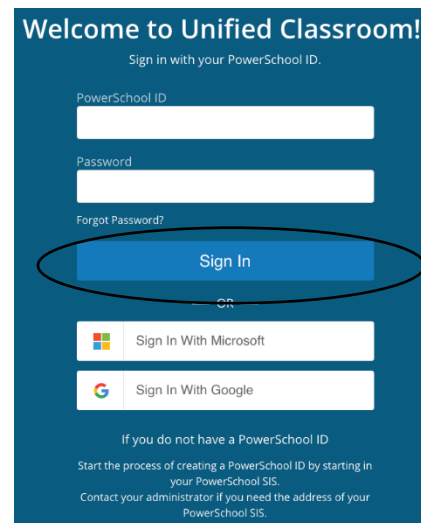 Welcome to Unified Classroom!
Sign in with your PowerSchool ID.
PowerSchool ID
Password
Forgot Password?
Sign In
OR
Sign In With Microsoft
G Sign In With Google
If you do not have a PowerSchool ID
Start the process of creating a PowerSchool ID by starting in
your PowerSchool SIS.
Contact your administrator if you need the address of your
PowerSchool SIS.